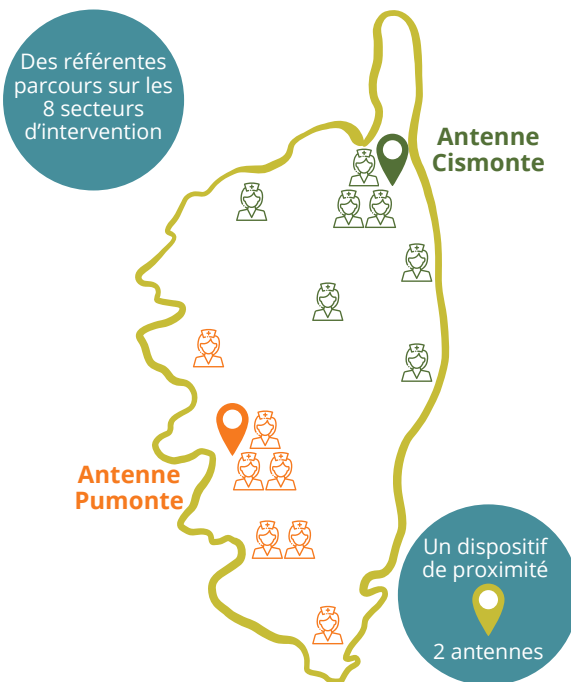 Des référentes
parcours sur les
8 secteurs
d'intervention
Antenne
Cismonte
Antenne
Pumonte
Un dispositif
de proximité
2 antennes